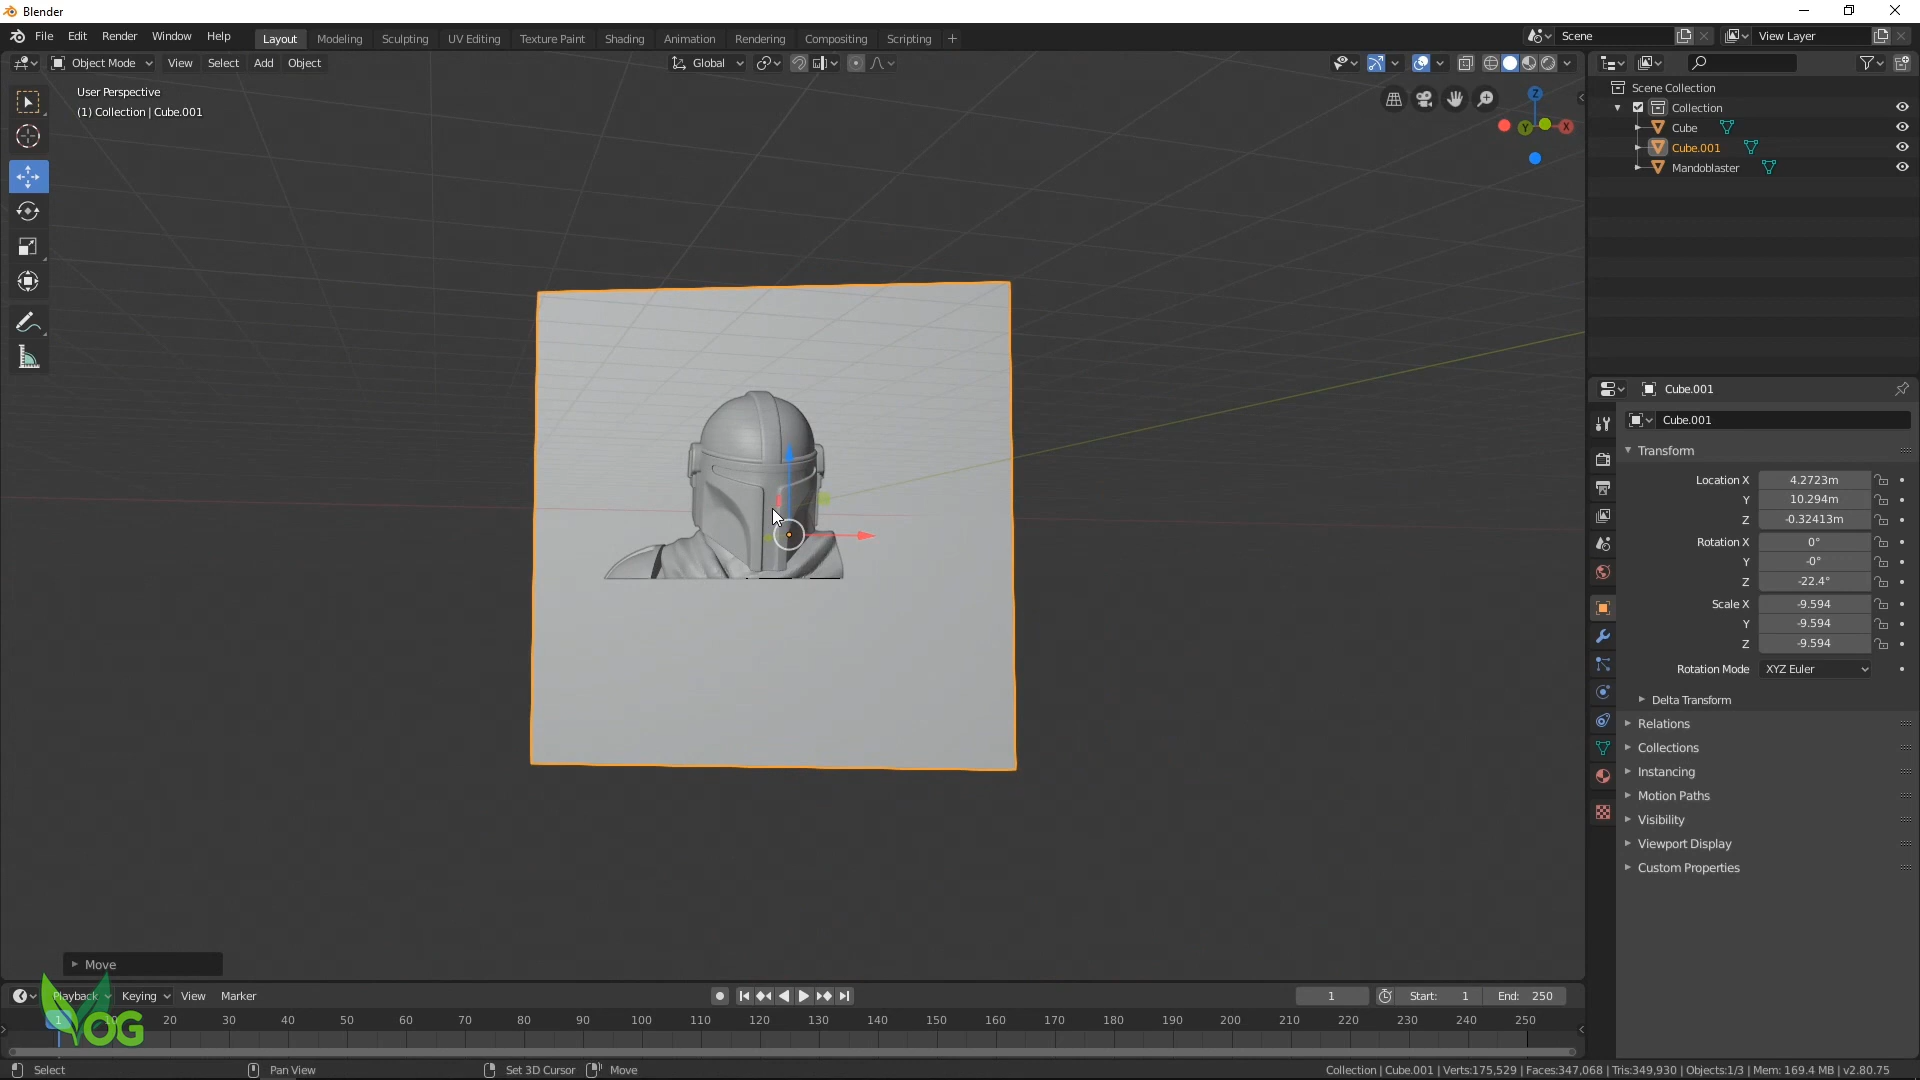 Blender
File Edit Render Window Help Layout Modeling Sculpting UV Editing Texture Paint Shading Animation Rendering Compositing Scripting + Scene View Layer
Object Mode View Select Add Object Global
User Perspective
(1) Collection | Cube.001
Z
Y X
Scene Collection
Collection
Cube
Cube.001
Mandoblaster
Cube.001
Cube.001
Transform
Location X 4.2723m
Y 10.294m
Z -0.32413m
Rotation X 0°
Y -0°
Z -22.4°
Scale X -9.594
Y -9.594
Z -9.594
Rotation Mode XYZ Euler
Delta Transform
Relations
Collections
Instancing
Motion Paths
Visibility
Viewport Display
Custom Properties
Move
Playback Keying View Marker 1 Start: 1 End: 250
1 20 30 40 50 60 70 80 90 100 110 120 130 140 150 160 170 180 190 200 210 220 230 240 250
VOG
Select Pan View Set 3D Cursor Move Collection | Cube.001 | Verts:175,529 | Faces:347,068 | Tris:349,930 | Objects:1/3 | Mem: 169.4 MB | v2.80.75